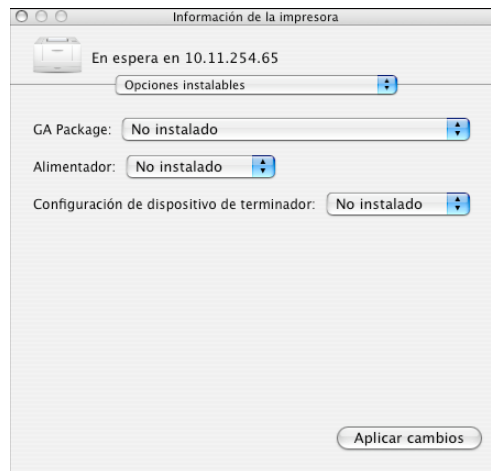 Información de la impresora
En espera en 10.11.254.65
Opciones instalables
GA Package: No instalado
Alimentador: No instalado
Configuración de dispositivo de terminador: No instalado
Aplicar cambios